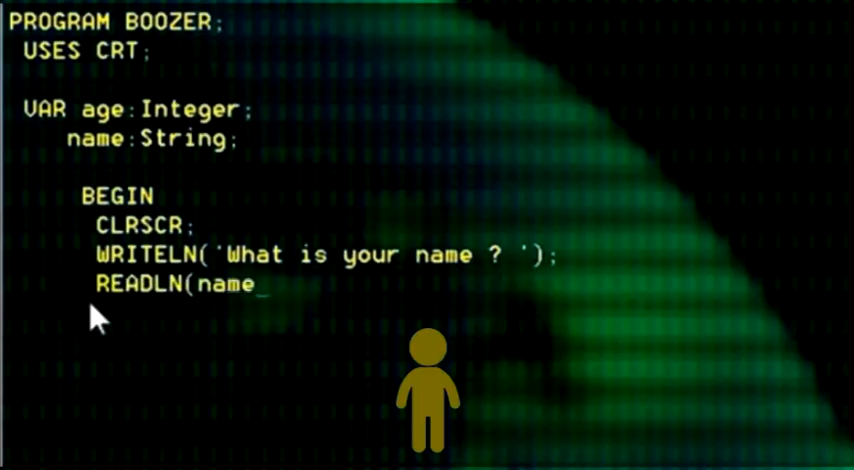 PROGRAM BOOZER;
USES CRT;
VAR age:Integer;
name:String;
BEGIN
CLRSCR;
WRITELN('What is your name ? ');
READLN(name_